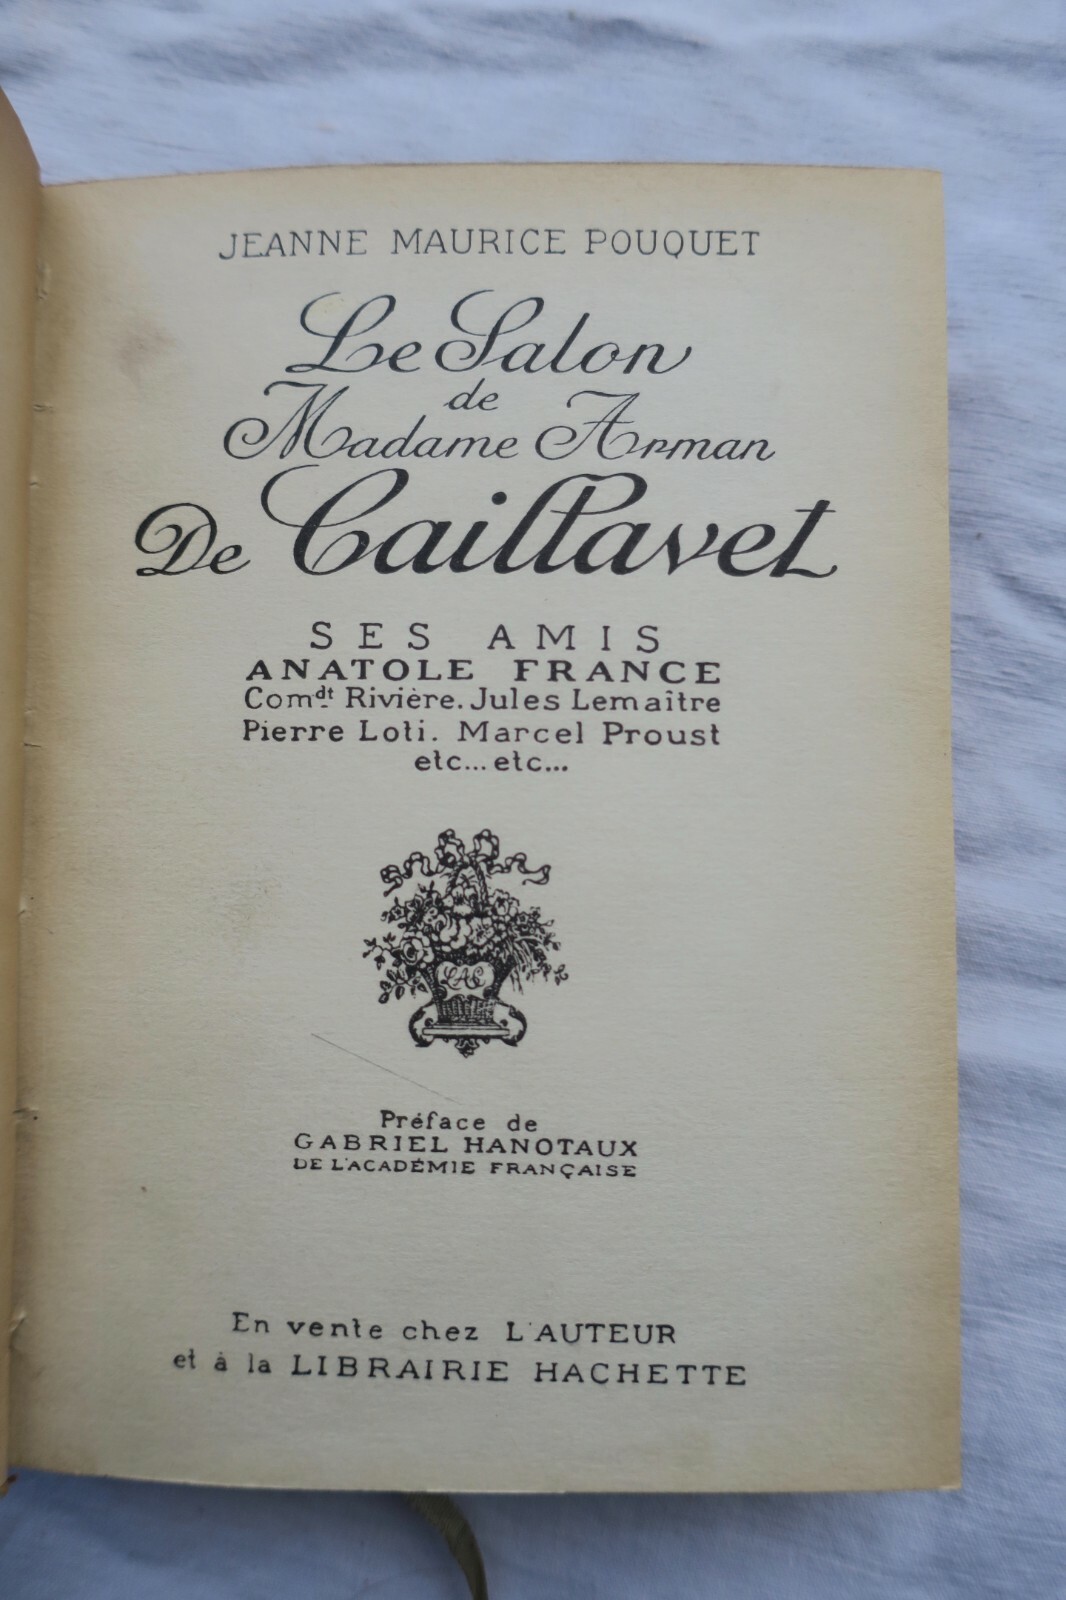 JEANNE MAURICE POUQUET
Le Salon
de
Madame Arman
De Caillavet
SES AMIS
ANATOLE FRANCE
Comdt Rivière. Jules Lemaître
Pierre Loti. Marcel Proust
etc... etc...
LAC
Préface de
GABRIEL HANOTAUX
DE L'ACADÉMIE FRANÇAISE
En vente chez L'AUTEUR
et à la LIBRAIRIE HACHETTE